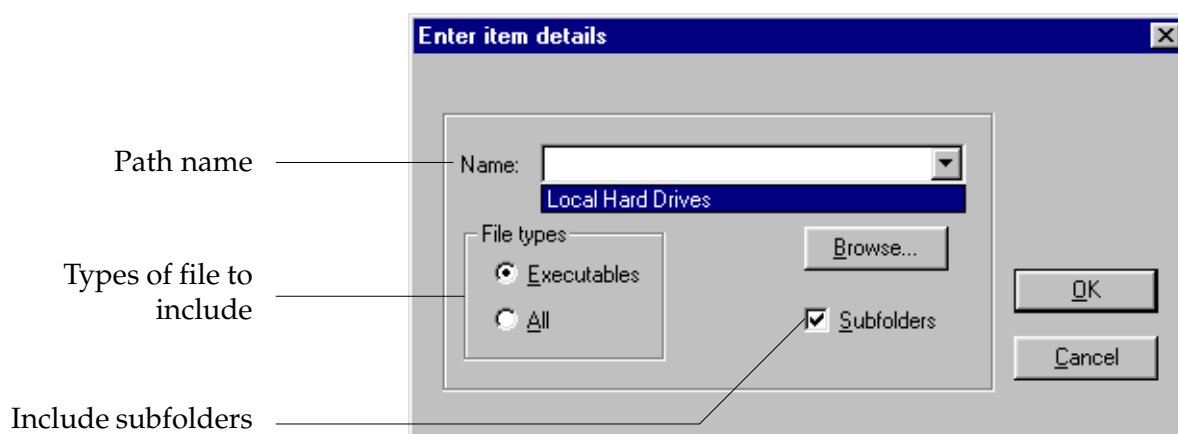 Enter item details
Path name
Name:
Local Hard Drives
File types
Browse...
Types of file to
include
Executables
OK
All
Subfolders
Cancel
Include subfolders